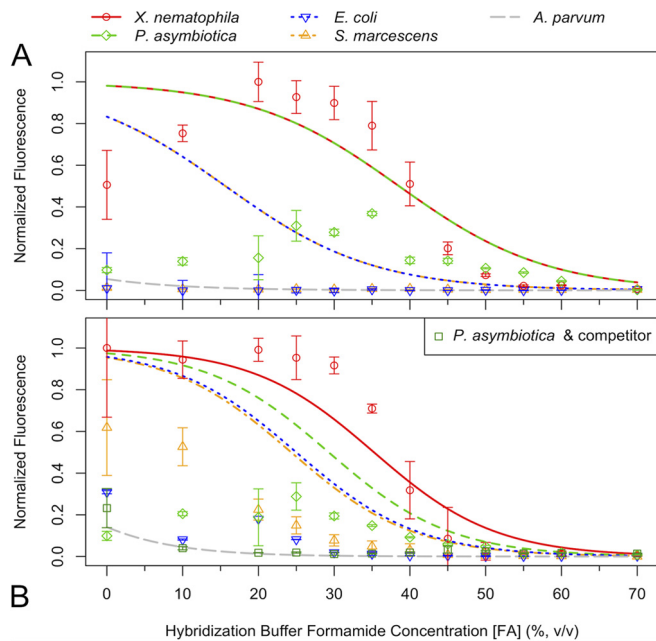 X. nematophila E. coli A. parvum
P. asymbiotica S. marcescens
A
Normalized Fluorescence
1.0
0.8
0.6
0.4
0.2
0.0
P. asymbiotica & competitor
Normalized Fluorescence
1.0
0.8
0.6
0.4
0.2
0.0
0 10 20 30 40 50 60 70
B
Hybridization Buffer Formamide Concentration [FA] (%, v/v)